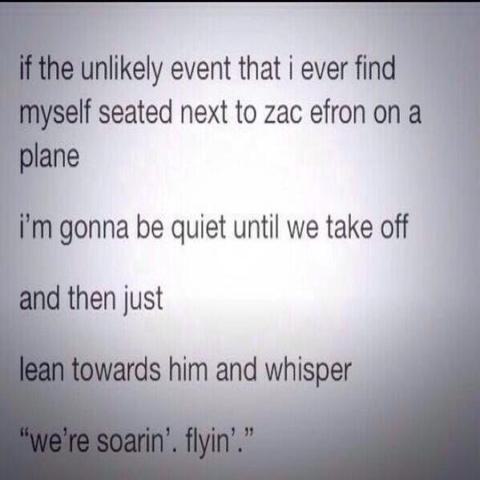 if the unlikely event that i ever find
myself seated next to zac efron on a
plane
i'm gonna be quiet until we take off
and then just
lean towards him and whisper
“we're soarin'. flyin'.”